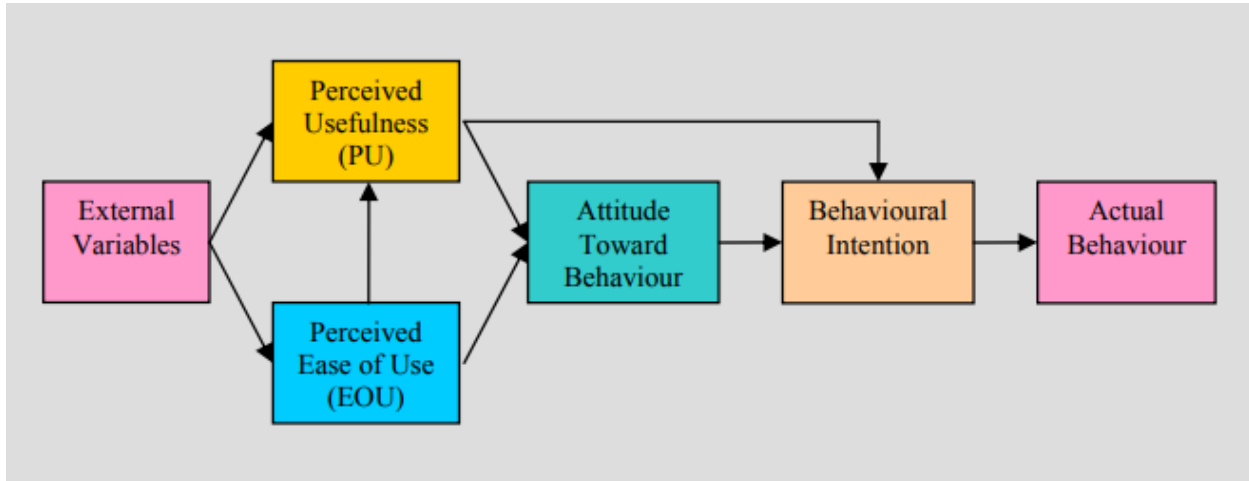 Perceived
Usefulness
(PU)
External
Variables
Attitude
Toward
Behaviour
Behavioural
Intention
Actual
Behaviour
Perceived
Ease of Use
(EOU)